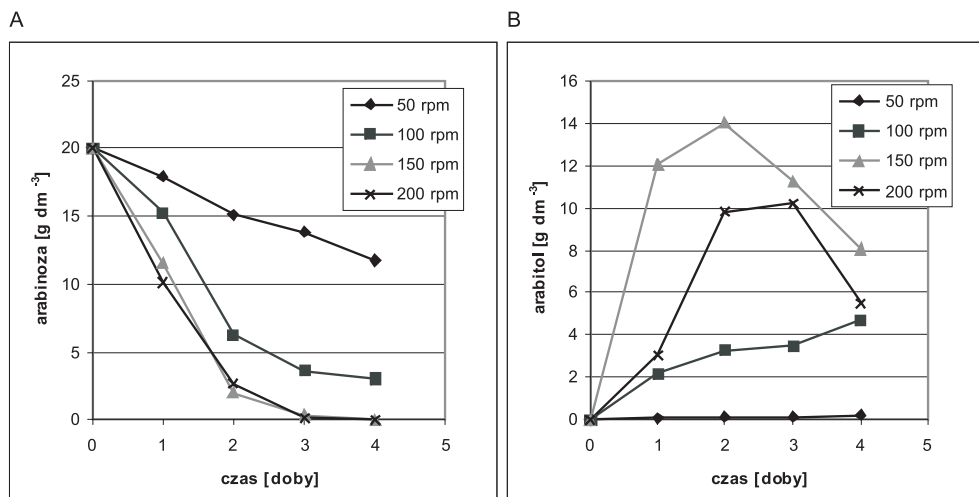 A
25
20
15
10
5
0
arabinoza [g dm⁻³]
0 1 2 3 4 5
czas [doby]
50 rpm
100 rpm
150 rpm
200 rpm
B
16
14
12
10
8
6
4
2
0
arabitol [g dm⁻³]
0 1 2 3 4 5
czas [doby]
50 rpm
100 rpm
150 rpm
200 rpm